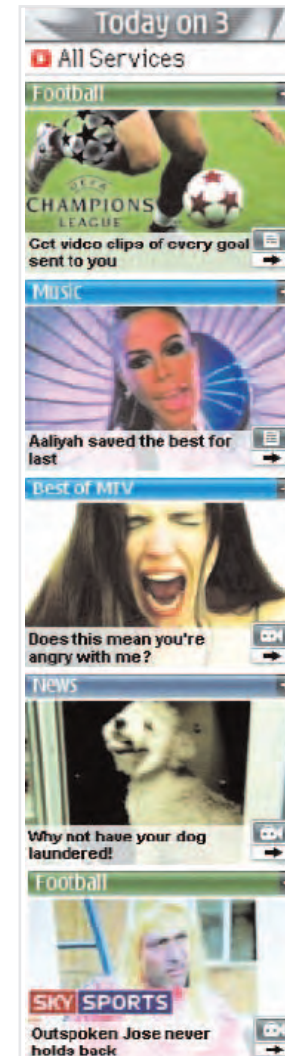 Today on 3
All Services
Football
UEFA
CHAMPIONS
LEAGUE
Get video clips of every goal
sent to you
Music
Aaliyah saved the best for
last
Best of MTV
Does this mean you're
angry with me?
News
Why not have your dog
laundered!
Football
SKY SPORTS
Outspoken Jose never
holds back